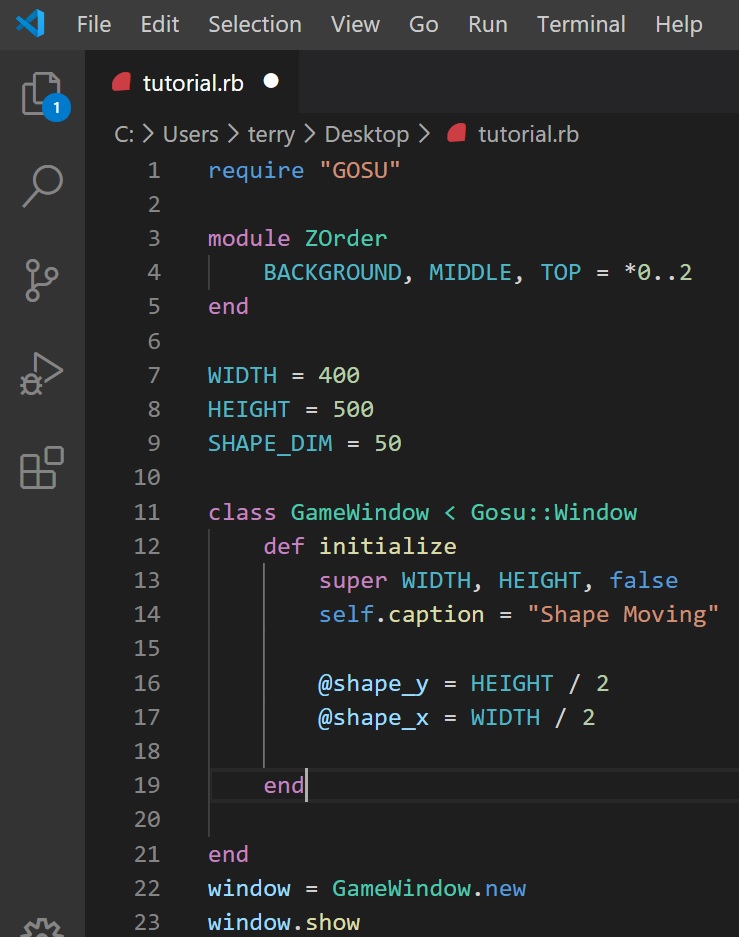 File Edit Selection View Go Run Terminal Help
tutorial.rb
1
C: > Users > terry > Desktop > tutorial.rb
1 require "GOSU"
2
3 module ZOrder
4     BACKGROUND, MIDDLE, TOP = *0..2
5 end
6
7 WIDTH = 400
8 HEIGHT = 500
9 SHAPE_DIM = 50
10
11 class GameWindow < Gosu::Window
12     def initialize
13         super WIDTH, HEIGHT, false
14         self.caption = "Shape Moving"
15
16         @shape_y = HEIGHT / 2
17         @shape_x = WIDTH / 2
18
19     end
20
21 end
22 window = GameWindow.new
23 window.show